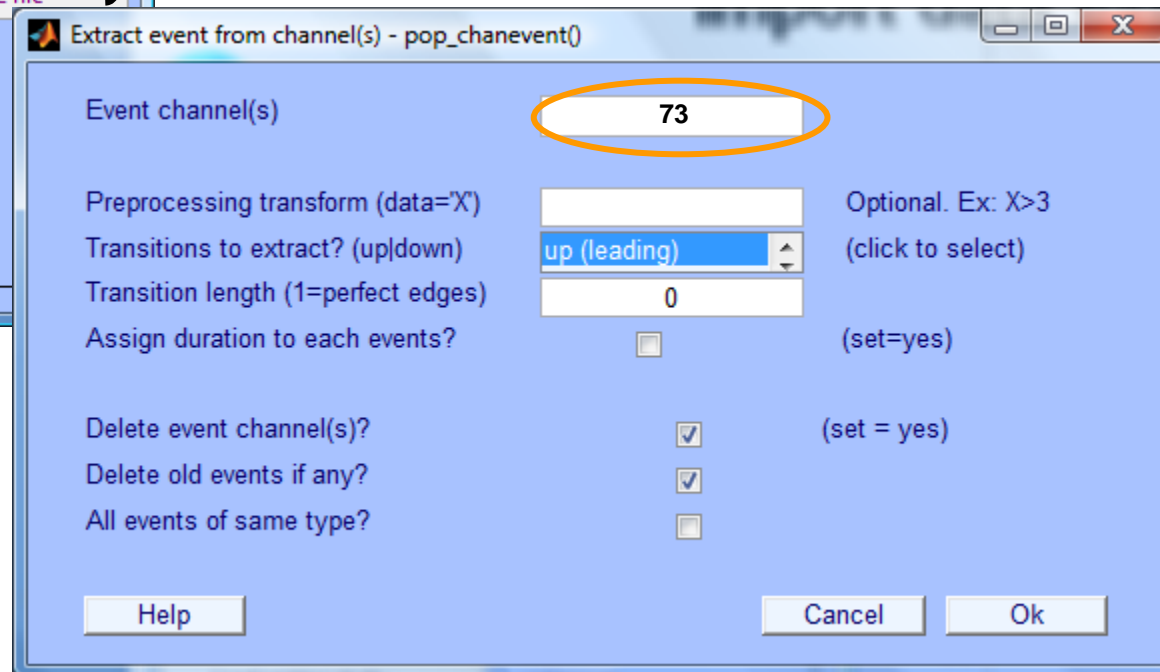 Extract event from channel(s) - pop_chanevent()
Event channel(s) 73
Preprocessing transform (data='X') Optional. Ex: X>3
Transitions to extract? (up|down) up (leading) (click to select)
Transition length (1=perfect edges) 0
Assign duration to each events? (set=yes)
Delete event channel(s)? (set = yes)
Delete old events if any?
All events of same type?
Help Cancel Ok